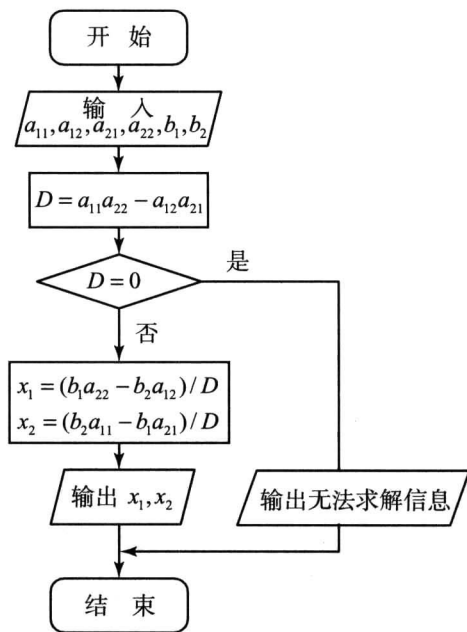 开 始
输 入
a₁₁,a₁₂,a₂₁,a₂₂,b₁,b₂
D=a₁₁a₂₂－a₁₂a₂₁
D=0
是
否
x₁=(b₁a₂₂－b₂a₁₂)/D
x₂=(b₂a₁₁－b₁a₂₁)/D
输出 x₁,x₂
输出无法求解信息
结 束